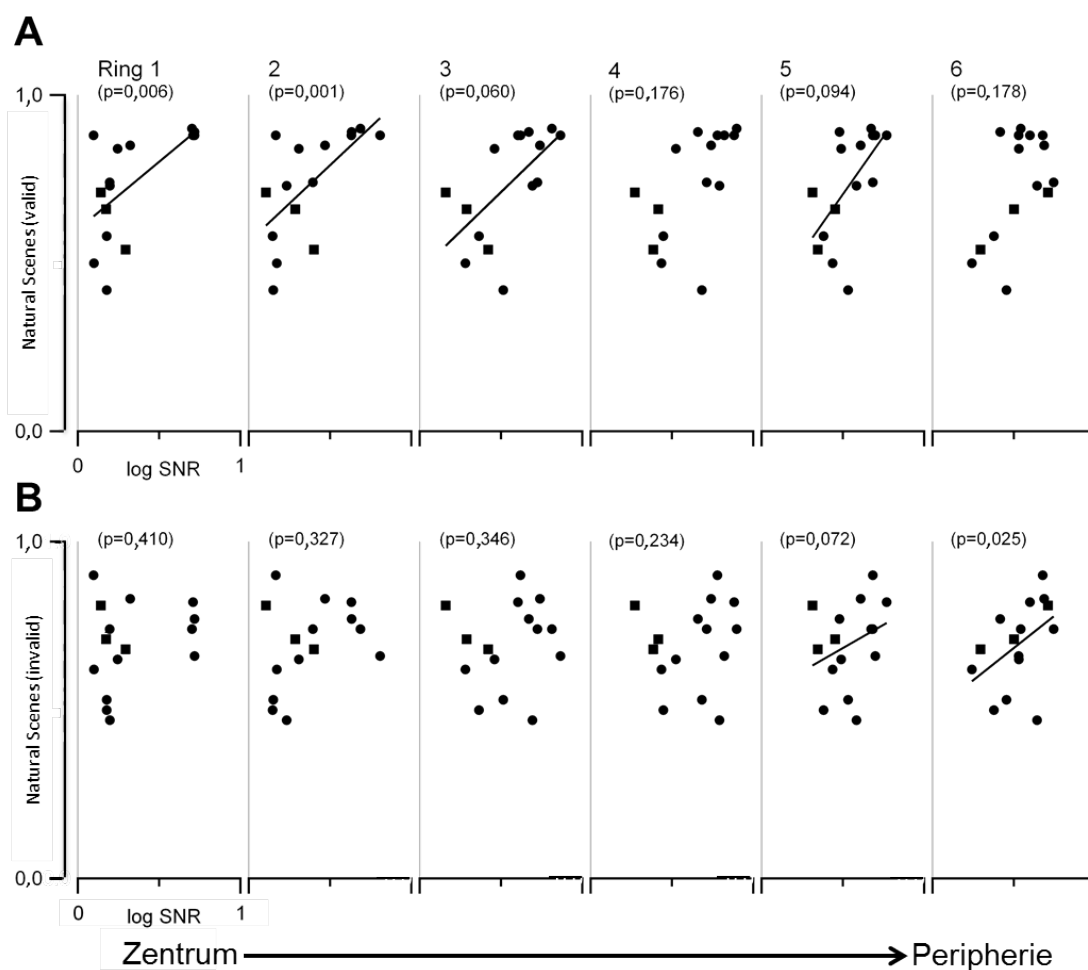 A
Ring 1 2 3 4 5 6
(p=0,006) (p=0,001) (p=0,060) (p=0,176) (p=0,094) (p=0,178)
1,0
Natural Scenes (valid)
0,0
0 log SNR 1
B
(p=0,410) (p=0,327) (p=0,346) (p=0,234) (p=0,072) (p=0,025)
1,0
Natural Scenes (invalid)
0,0
0 log SNR 1
Zentrum Peripherie